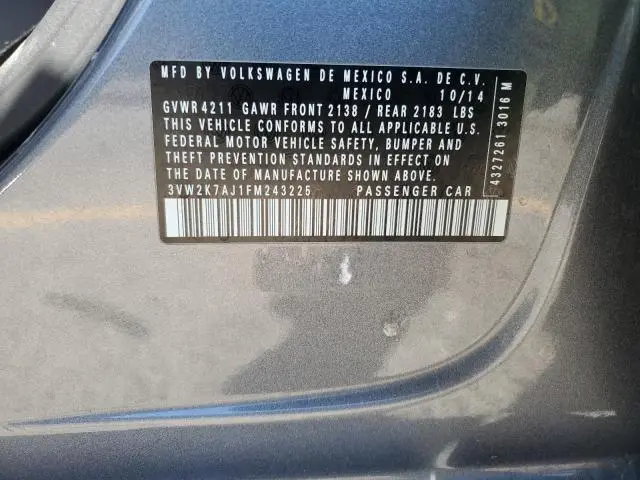 MFD BY VOLKSWAGEN DE MEXICO S.A. DE C.V.
MEXICO 10/14
GVWR 4211 GAWR FRONT 2138 / REAR 2183 LBS
THIS VEHICLE CONFORMS TO ALL APPLICABLE U.S.
FEDERAL MOTOR VEHICLE SAFETY, BUMPER AND
THEFT PREVENTION STANDARDS IN EFFECT ON
THE DATE OF MANUFACTURE SHOWN ABOVE.
3VW2K7AJ1FM243225 PASSENGER CAR
4327261 3016 M